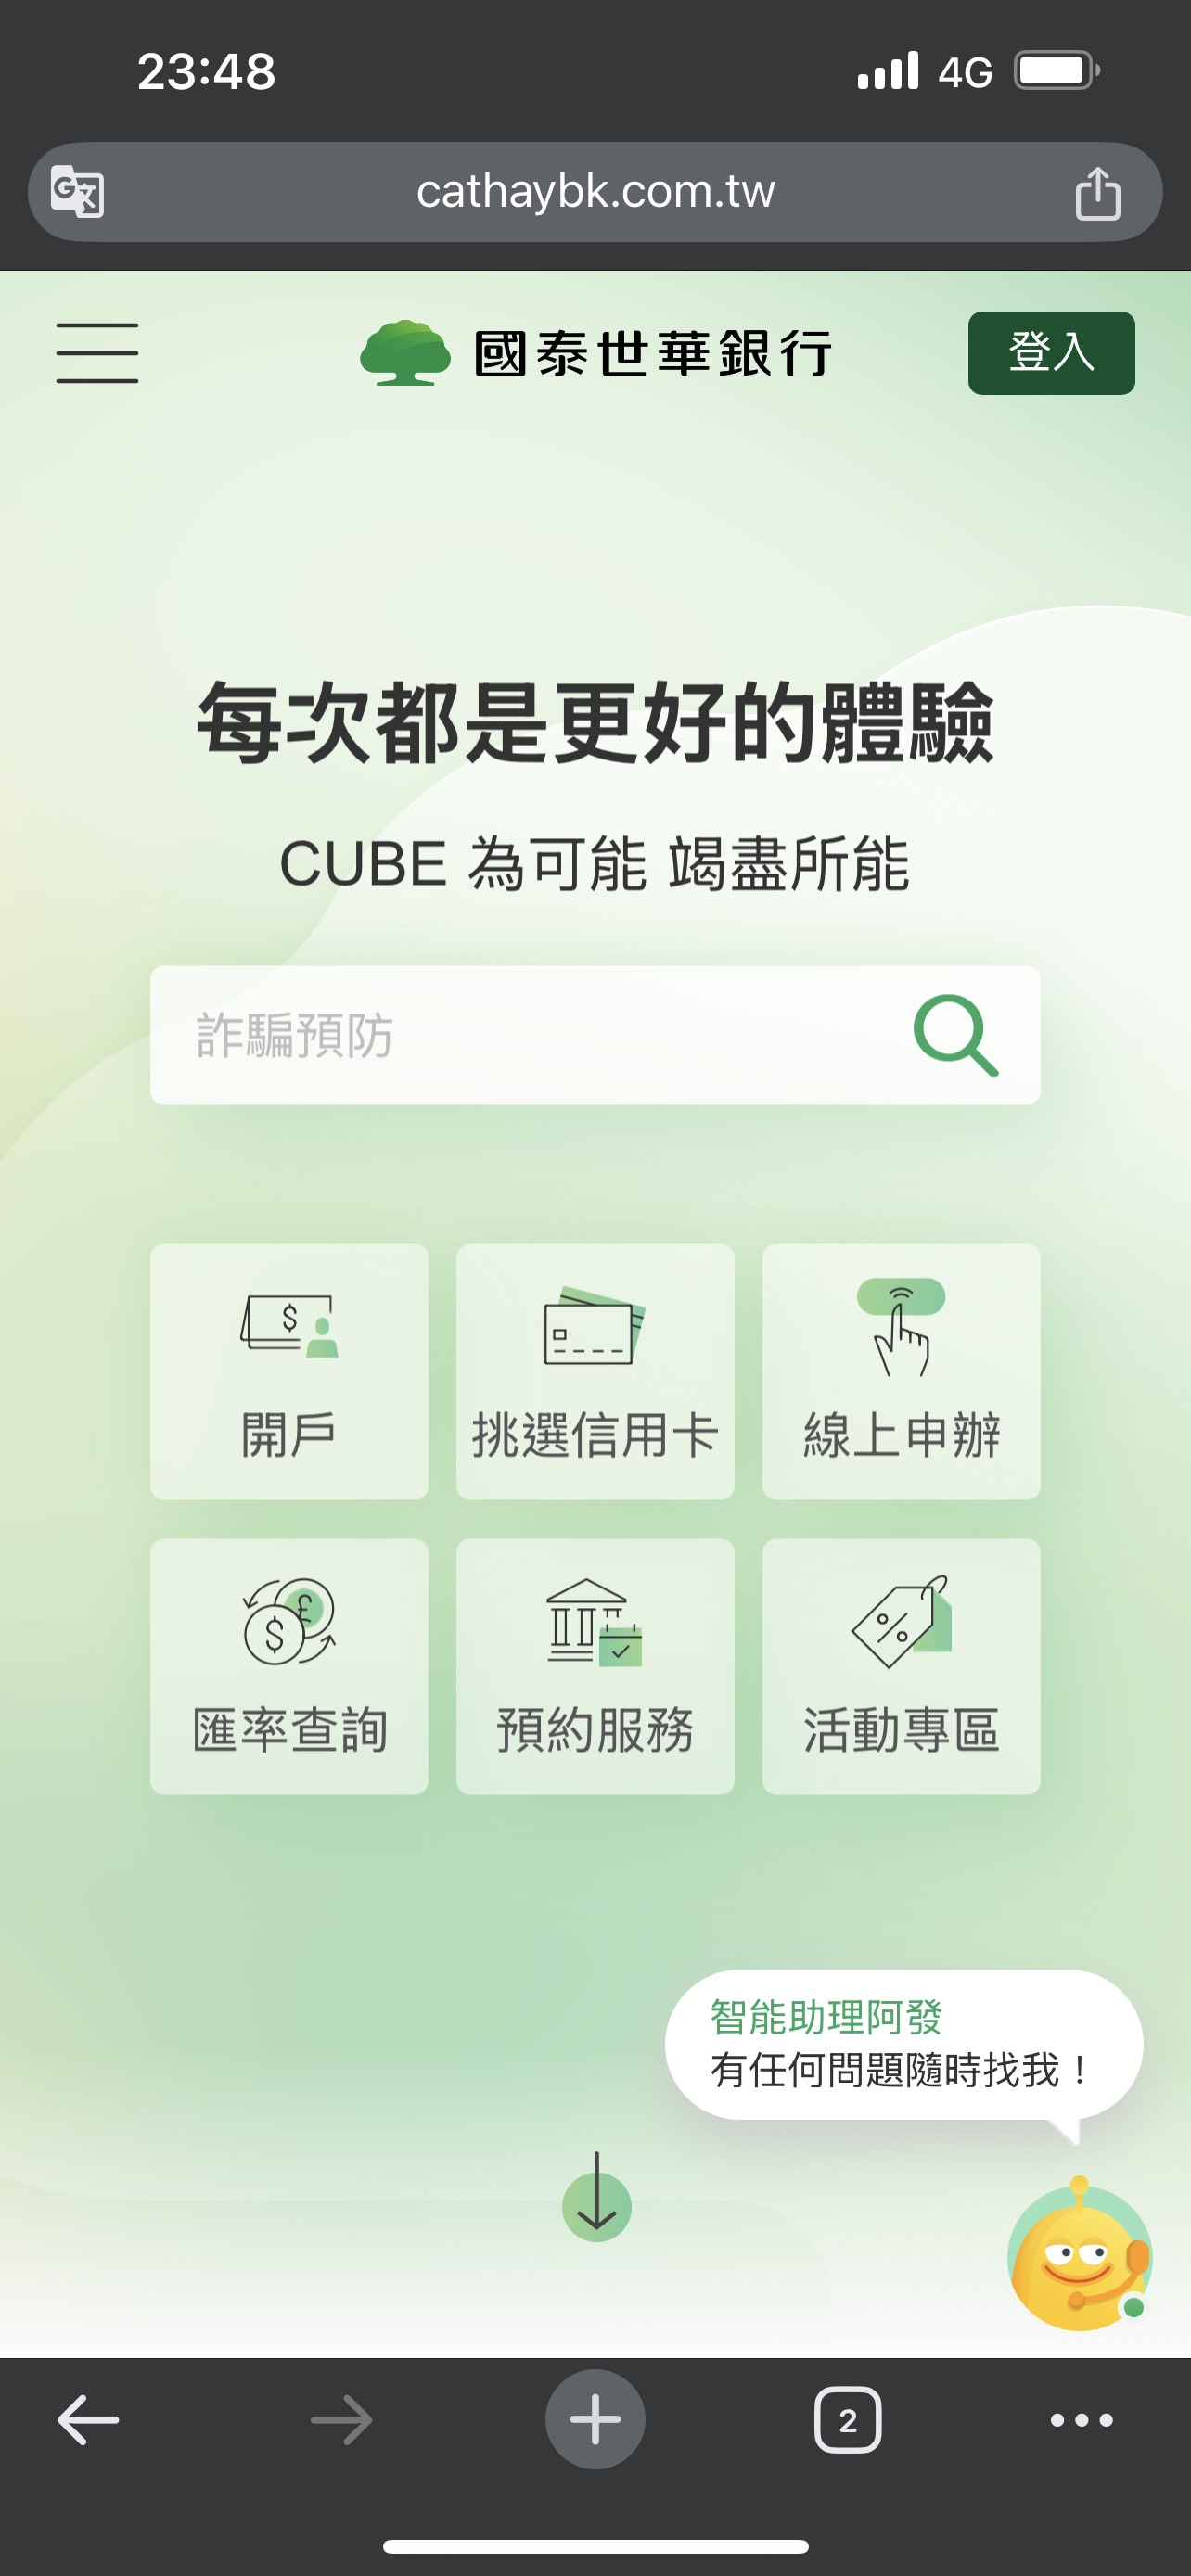 23:48
4G
cathaybk.com.tw
國泰世華銀行
登入
每次都是更好的體驗
CUBE 為可能 竭盡所能
詐騙預防
開戶
挑選信用卡
線上申辦
匯率查詢
預約服務
活動專區
智能助理阿發
有任何問題隨時找我！
2